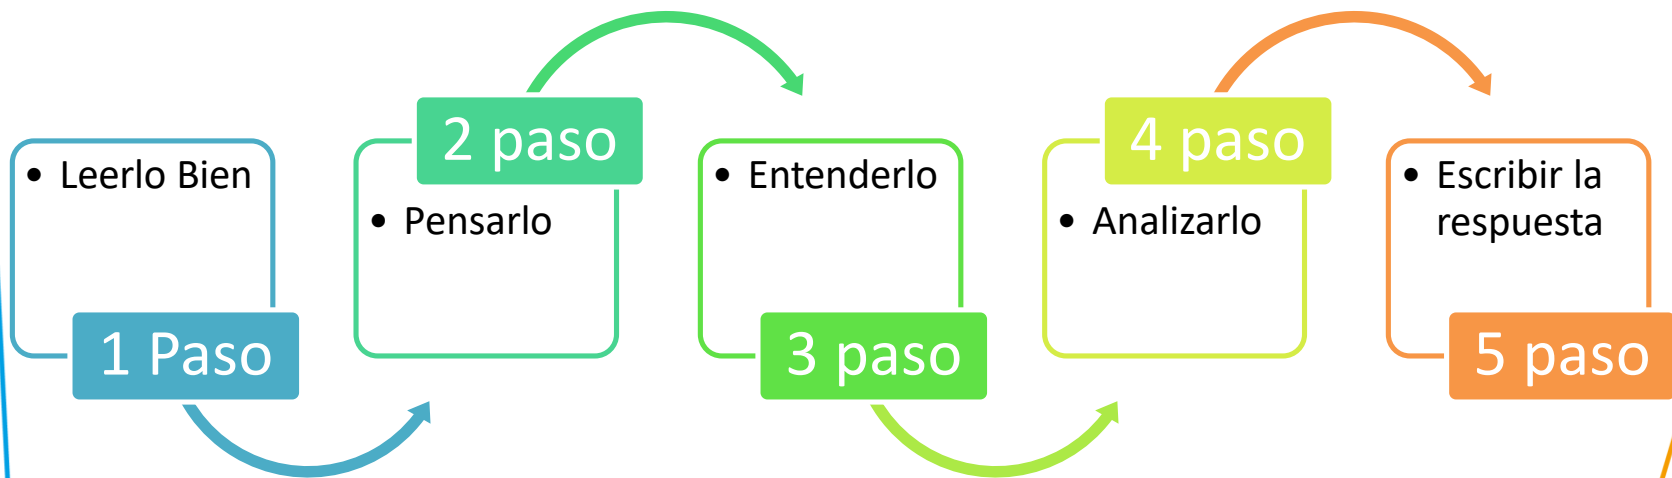 • Leerlo Bien
1 Paso
2 paso
• Pensarlo
• Entenderlo
3 paso
4 paso
• Analizarlo
• Escribir la
respuesta
5 paso